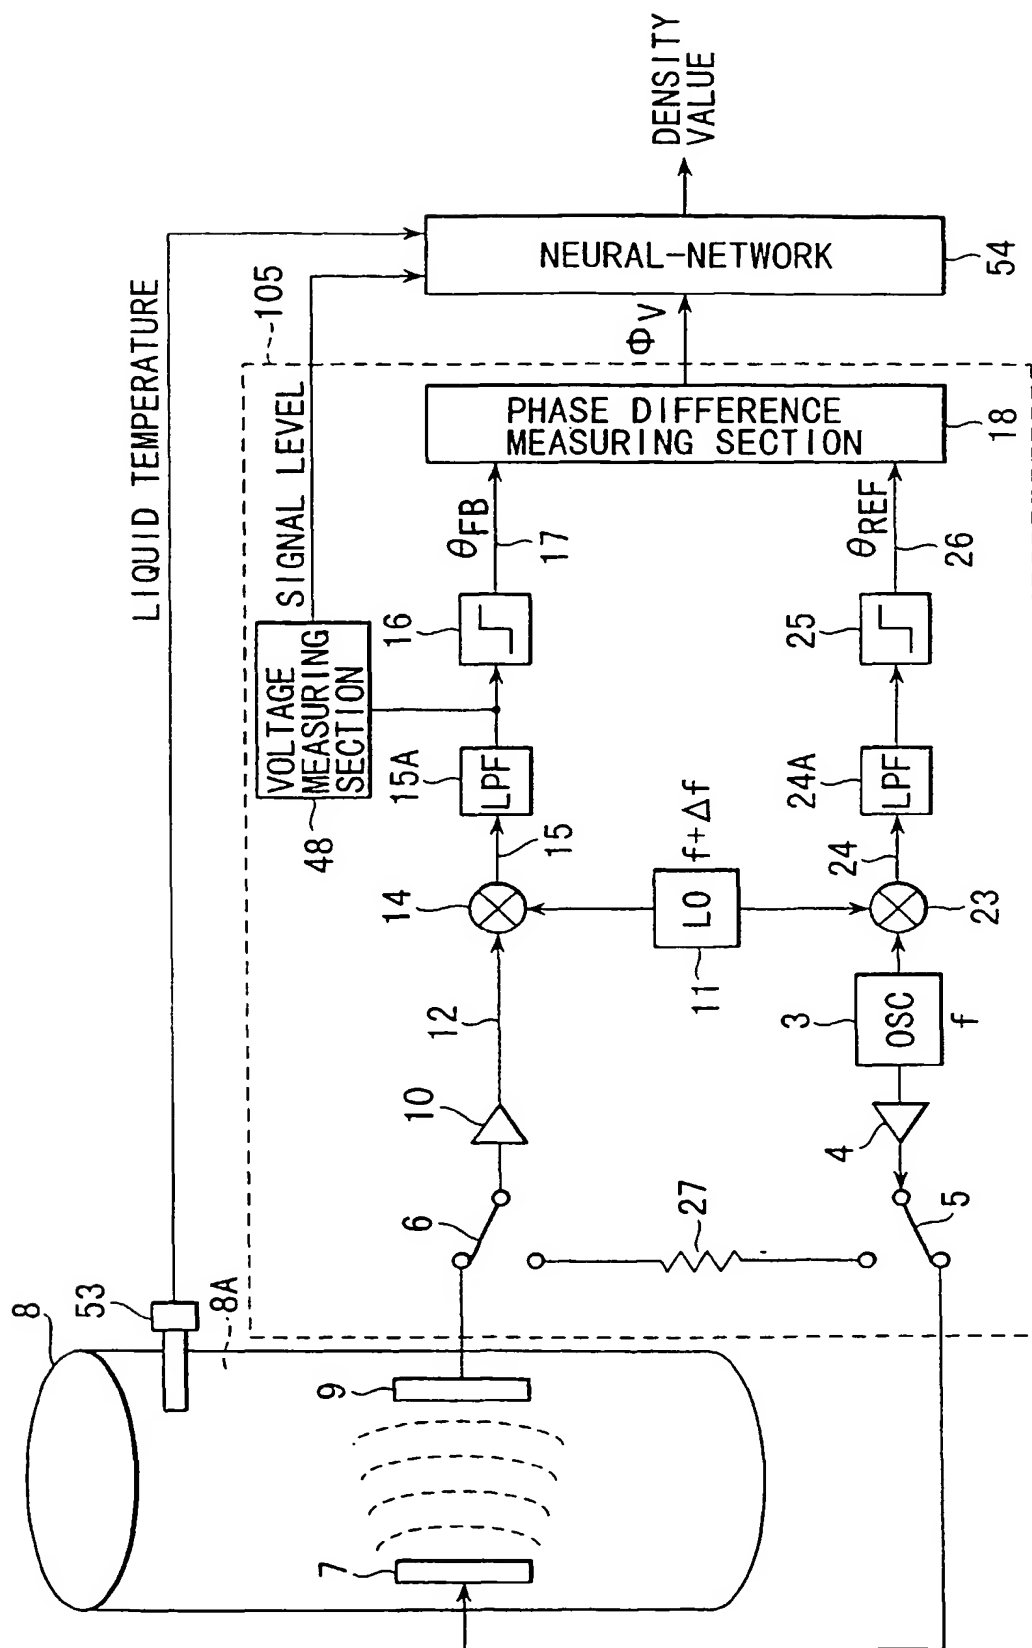 LIQUID TEMPERATURE
SIGNAL LEVEL
105
8
53
8A
VOLTAGE
MEASURING
SECTION
48
9
7
6
10
12
14
15
15A
LPF
16
θFB
17
PHASE DIFFERENCE
MEASURING SECTION
18
ΦV
NEURAL-NETWORK
54
DENSITY
VALUE
27
LO
f+Δf
11
5
4
3
OSC
f
23
24
24A
LPF
25
θREF
26